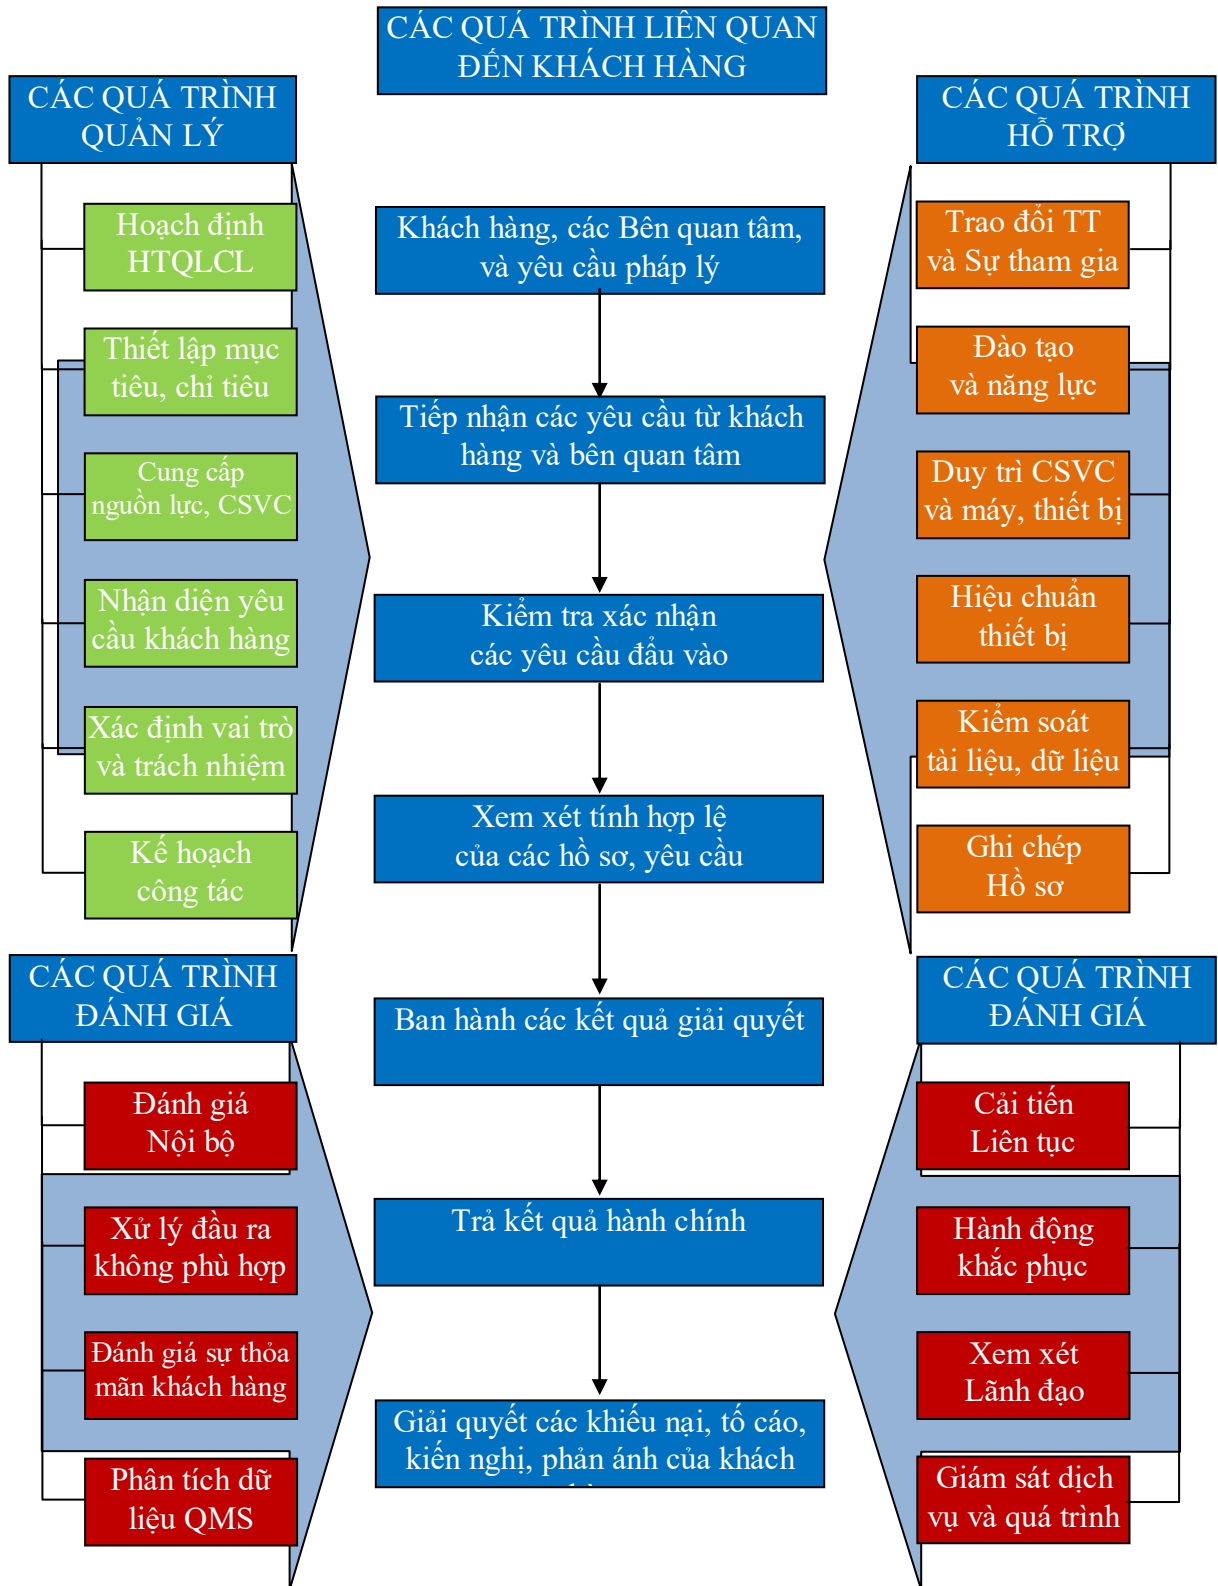 CÁC QUÁ TRÌNH LIÊN QUAN
ĐẾN KHÁCH HÀNG
CÁC QUÁ TRÌNH
QUẢN LÝ
Hoạch định
HTQLCL
Thiết lập mục
tiêu, chỉ tiêu
Cung cấp
nguồn lực, CSVC
Nhận diện yêu
cầu khách hàng
Xác định vai trò
và trách nhiệm
Kế hoạch
công tác
Khách hàng, các Bên quan tâm,
và yêu cầu pháp lý
Tiếp nhận các yêu cầu từ khách
hàng và bên quan tâm
Kiểm tra xác nhận
các yêu cầu đẩu vào
Xem xét tính hợp lệ
của các hồ sơ, yêu cầu
Ban hành các kết quả giải quyết
Trả kết quả hành chính
Giải quyết các khiếu nại, tố cáo,
kiến nghị, phản ánh của khách
CÁC QUÁ TRÌNH
HỖ TRỢ
Trao đổi TT
và Sự tham gia
Đào tạo
và năng lực
Duy trì CSVC
và máy, thiết bị
Hiệu chuẩn
thiết bị
Kiểm soát
tài liệu, dữ liệu
Ghi chép
Hồ sơ
CÁC QUÁ TRÌNH
ĐÁNH GIÁ
Đánh giá
Nội bộ
Xử lý đầu ra
không phù hợp
Đánh giá sự thỏa
mãn khách hàng
Phân tích dữ
liệu QMS
CÁC QUÁ TRÌNH
ĐÁNH GIÁ
Cải tiến
Liên tục
Hành động
khắc phục
Xem xét
Lãnh đạo
Giám sát dịch
vụ và quá trình